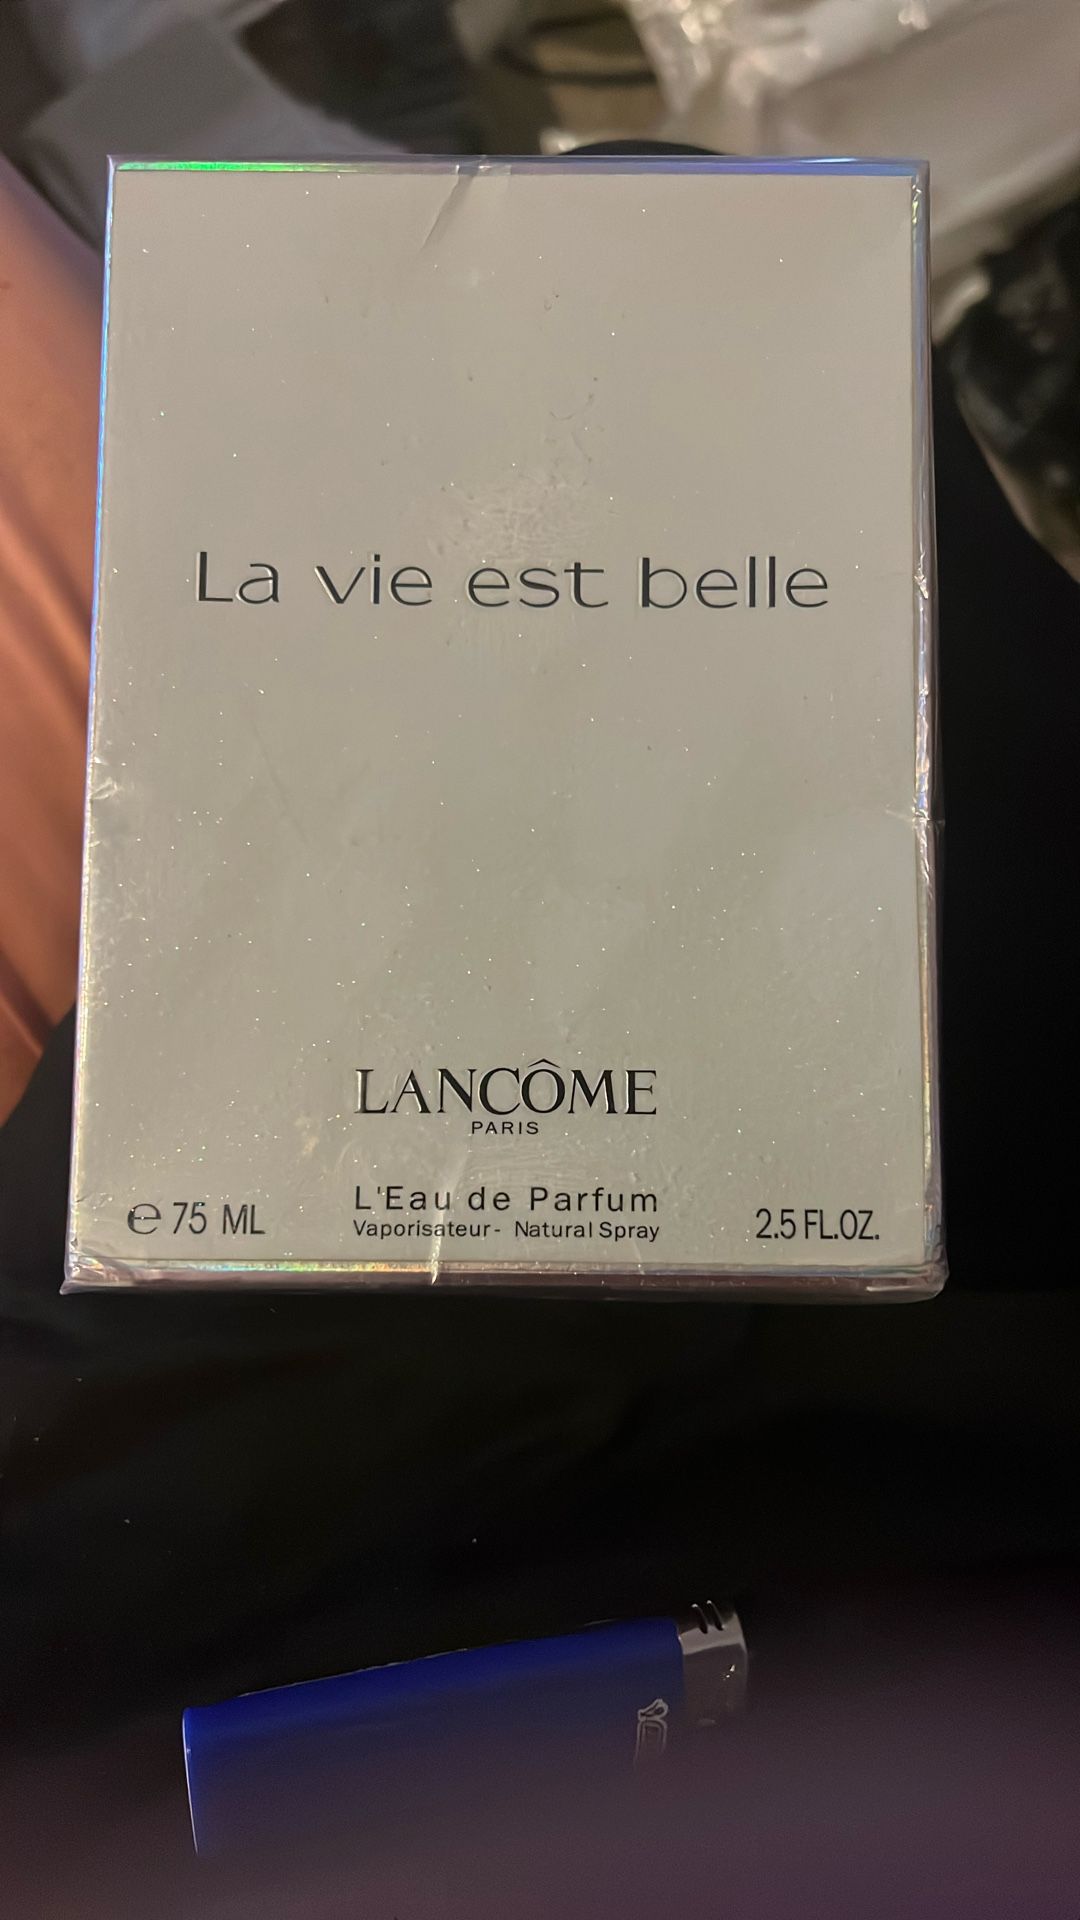 La vie est belle
LANCÔME
PARIS
L'Eau de Parfum
℮ 75 ML
Vaporisateur- Natural Spray
2.5 FL.OZ.